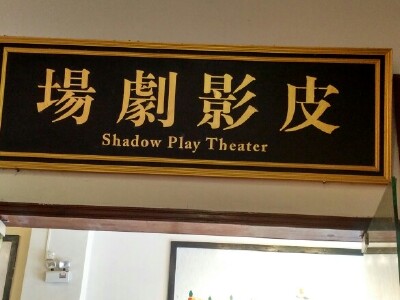 皮影劇場
Shadow Play Theater